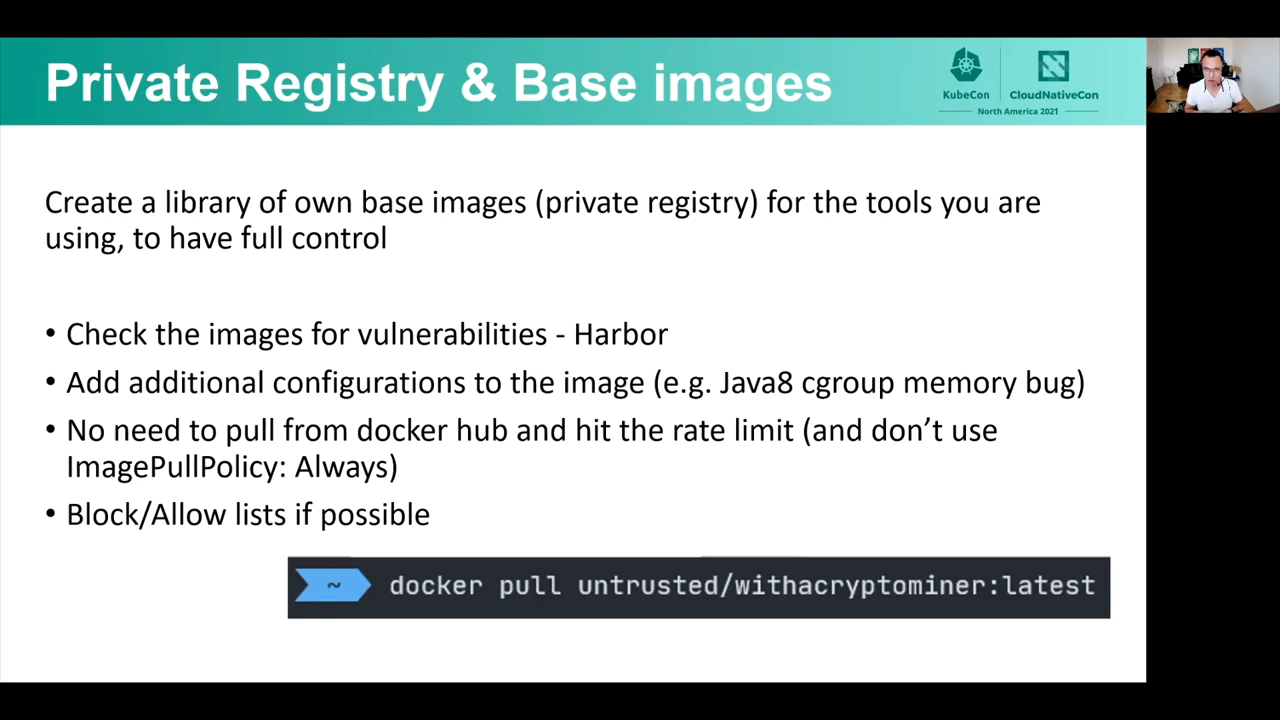 Private Registry & Base images
KubeCon
CloudNativeCon
North America 2021
Create a library of own base images (private registry) for the tools you are
using, to have full control
• Check the images for vulnerabilities - Harbor
• Add additional configurations to the image (e.g. Java8 cgroup memory bug)
• No need to pull from docker hub and hit the rate limit (and don’t use
ImagePullPolicy: Always)
• Block/Allow lists if possible
~ docker pull untrusted/withacryptominer:latest